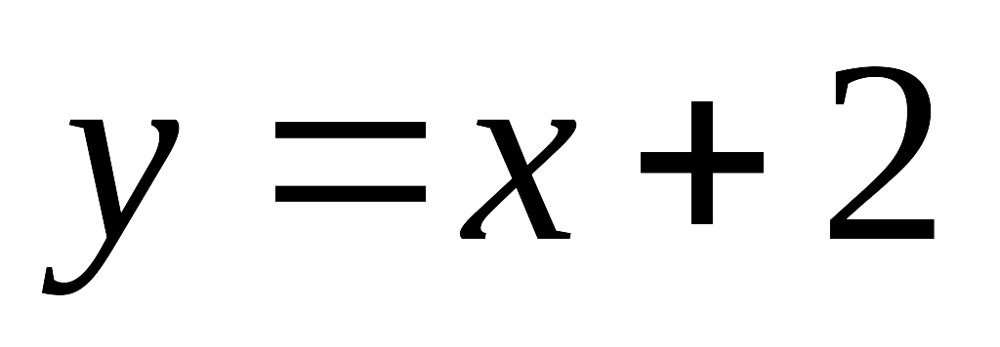 y = x + 2